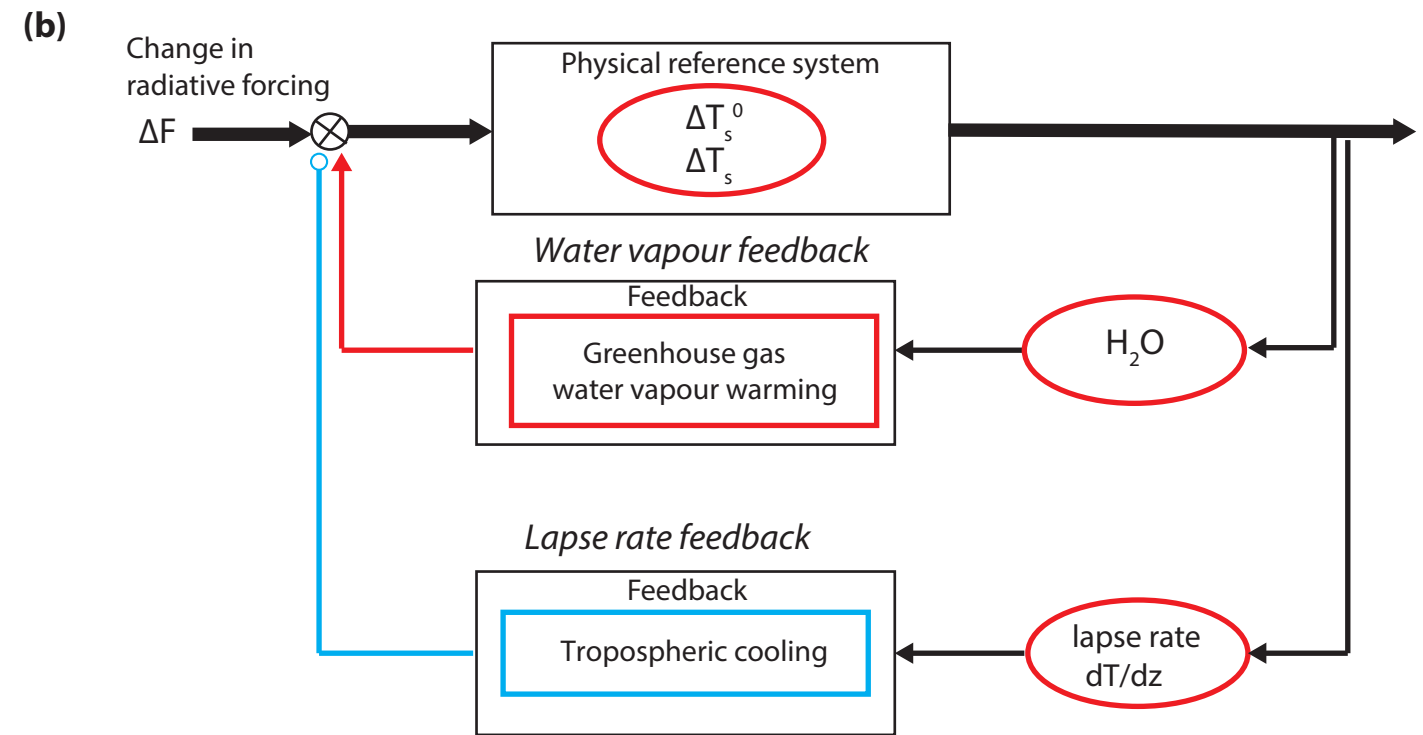 (b)
Change in
radiative forcing
ΔF
Physical reference system
ΔTₛ⁰
ΔTₛ
Water vapour feedback
Feedback
Greenhouse gas
water vapour warming
H₂O
Lapse rate feedback
Feedback
Tropospheric cooling
lapse rate
dT/dz